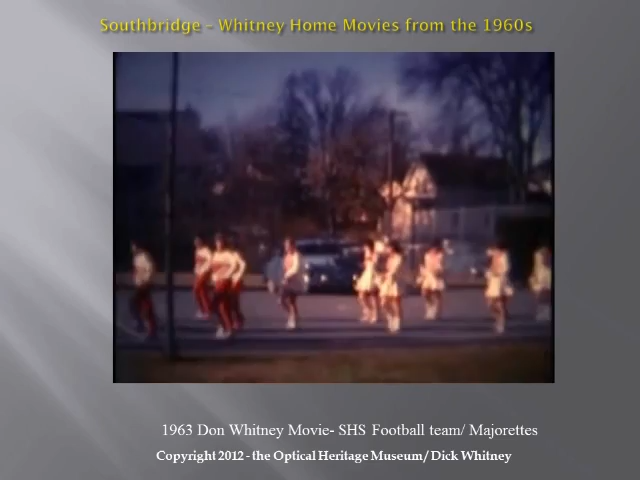 Southbridge - Whitney Home Movies from the 1960s
1963 Don Whitney Movie- SHS Football team/ Majorettes
Copyright 2012 - the Optical Heritage Museum / Dick Whitney